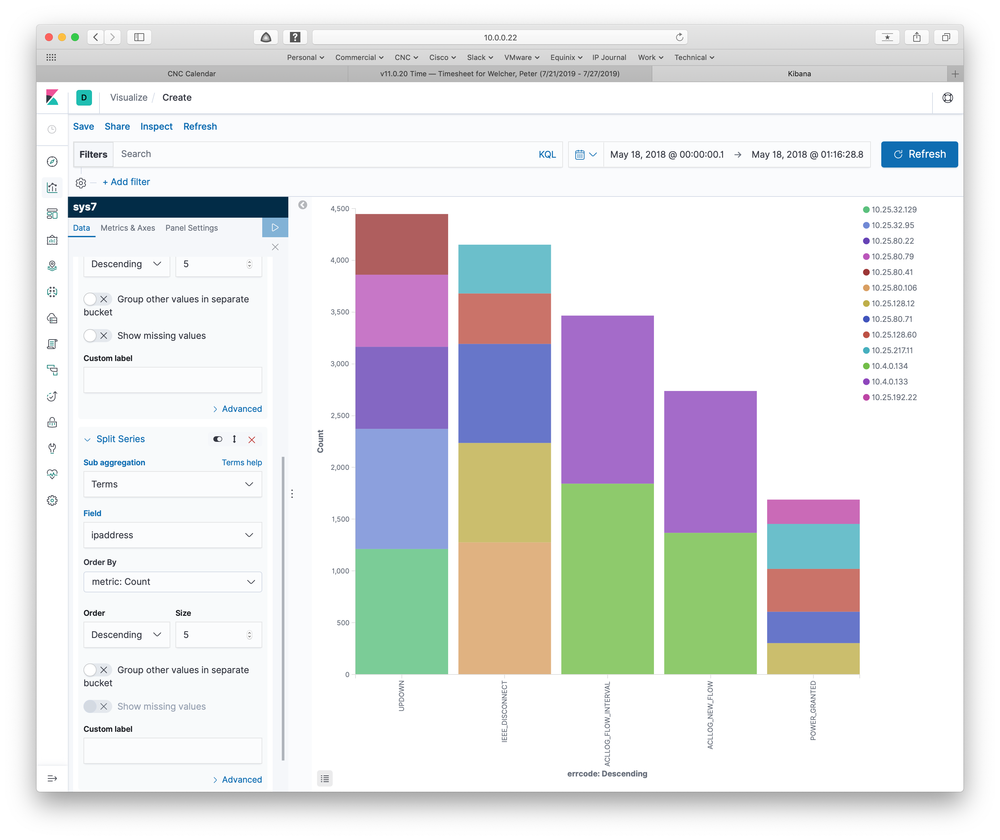 10.0.0.22
Personal Commercial CNC Cisco Slack VMware Equinix IP Journal Work Technical
CNC Calendar
v11.0.20 Time — Timesheet for Welcher, Peter (7/21/2019 - 7/27/2019)
Kibana
D Visualize / Create
Save Share Inspect Refresh
Filters Search KQL May 18, 2018 @ 00:00:00.1 → May 18, 2018 @ 01:16:28.8 Refresh
+ Add filter
sys7
Data Metrics & Axes Panel Settings
Descending 5
Group other values in separate
bucket
Show missing values
Custom label
Advanced
Split Series
Sub aggregation Terms help
Terms
Field
ipaddress
Order By
metric: Count
Order Size
Descending 5
Group other values in separate
bucket
Show missing values
Custom label
Advanced
4,500
4,000
3,500
3,000
2,500
2,000
1,500
1,000
500
0
Count
UPDOWN
IEEE_DISCONNECT
ACLLOG_FLOW_INTERVAL
ACLLOG_NEW_FLOW
POWER_GRANTED
errcode: Descending
10.25.32.129
10.25.32.95
10.25.80.22
10.25.80.79
10.25.80.41
10.25.80.106
10.25.128.12
10.25.80.71
10.25.128.60
10.25.217.11
10.4.0.134
10.4.0.133
10.25.192.22